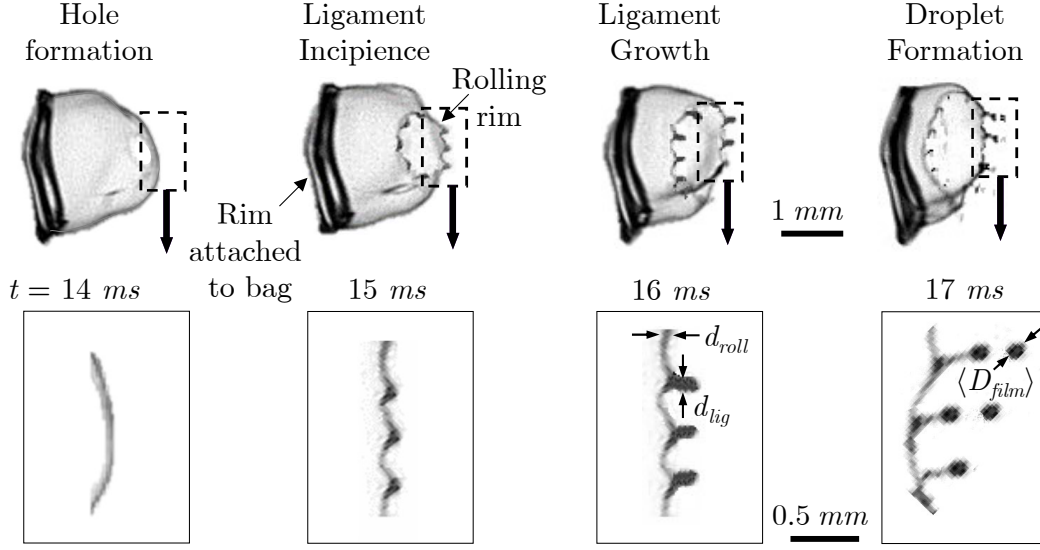 Hole
formation
Ligament
Incipience
Ligament
Growth
Droplet
Formation
Rolling
rim
Rim
attached
to bag
1 mm
t = 14 ms
15 ms
16 ms
17 ms
d_roll
d_lig
⟨D_film⟩
0.5 mm